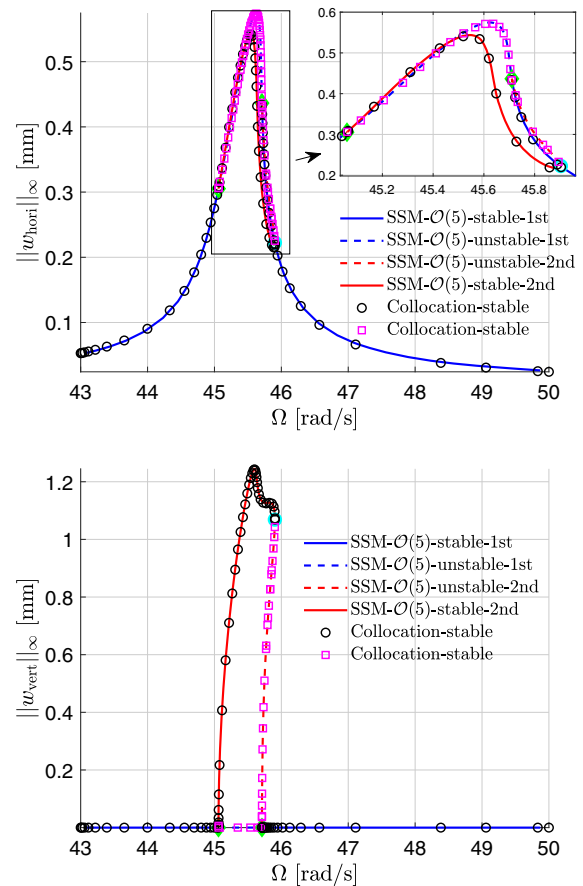 0.6
0.5
0.4
0.3
0.2
45.2 45.4 45.6 45.8
0.5
0.4
0.3
0.2
0.1
||w_hori||_∞ [mm]
SSM-𝒪(5)-stable-1st
SSM-𝒪(5)-unstable-1st
SSM-𝒪(5)-unstable-2nd
SSM-𝒪(5)-stable-2nd
Collocation-stable
Collocation-stable
43 44 45 46 47 48 49 50
Ω [rad/s]
1.2
1
0.8
0.6
0.4
0.2
||w_vert||_∞ [mm]
SSM-𝒪(5)-stable-1st
SSM-𝒪(5)-unstable-1st
SSM-𝒪(5)-unstable-2nd
SSM-𝒪(5)-stable-2nd
Collocation-stable
Collocation-stable
43 44 45 46 47 48 49 50
Ω [rad/s]